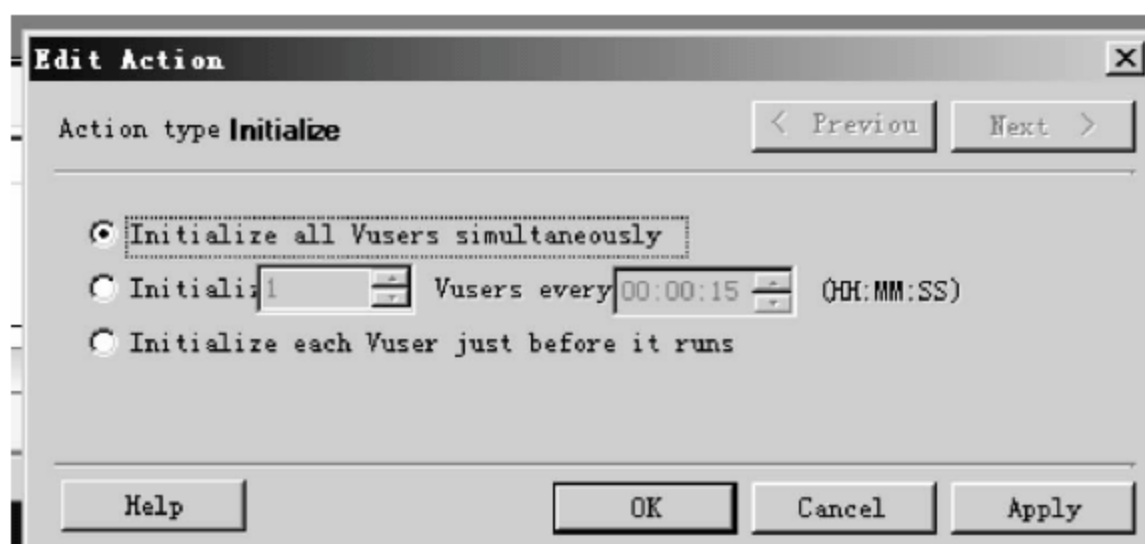 Edit Action
Action type Initialize
< Previou
Next >
Initialize all Vusers simultaneously
Initializ 1 Vusers every 00:00:15 (HH:MM:SS)
Initialize each Vuser just before it runs
Help
OK
Cancel
Apply